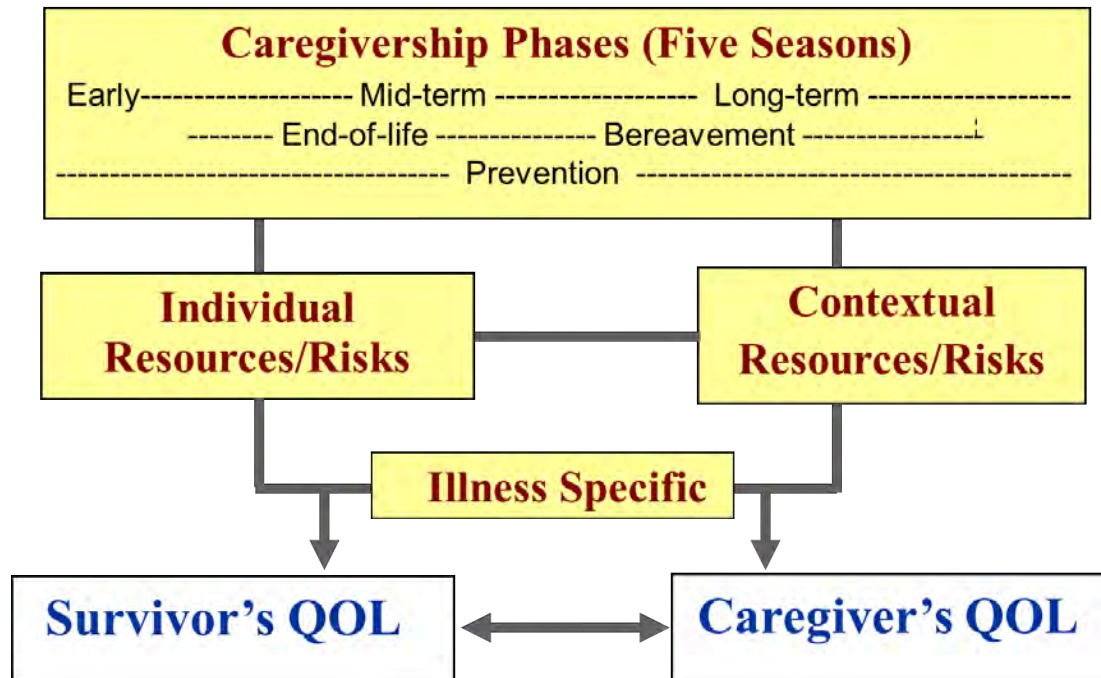 Caregivership Phases (Five Seasons)
Early-------------------- Mid-term ------------------- Long-term -------------------
-------- End-of-life --------------- Bereavement ----------------
------------------------------------- Prevention ----------------------------------------
Individual
Resources/Risks
Contextual
Resources/Risks
Illness Specific
Survivor’s QOL
Caregiver’s QOL